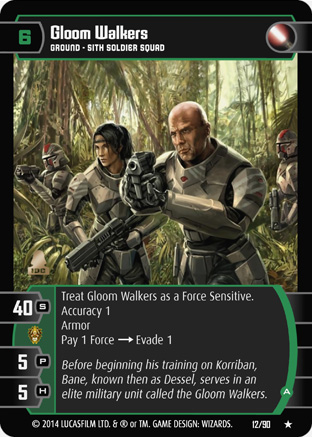 6
Gloom Walkers
GROUND - SITH SOLDIER SQUAD
40 S
Treat Gloom Walkers as a Force Sensitive.
Accuracy 1
Armor
Pay 1 Force → Evade 1
5 P
5 H
Before beginning his training on Korriban,
Bane, known then as Dessel, serves in an
elite military unit called the Gloom Walkers.
A
© 2014 LUCASFILM LTD. & ® or TM. GAME DESIGN: WIZARDS.
12/90